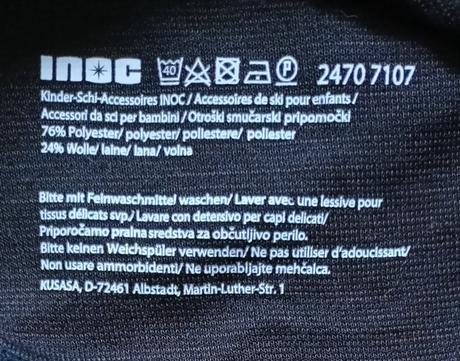 INOC 40 P 2470 7107
Kinder-Schi-Accessoires INOC/ Accessoires de ski pour enfants/
Accessori da sci per bambini/ Otroški smučarski pripomočki
76% Polyester/ polyester/ poliestere/ poliester
24% Wolle/ laine/ lana/ volna
Bitte mit Feinwaschmittel waschen/ Laver avec une lessive pour
tissus délicats svp./ Lavare con detersivo per capi delicati/
Priporočamo pralna sredstva za občutljivo perilo.
Bitte keinen Weichspüler verwenden/ Ne pas utiliser d'adoucissant/
Non usare ammorbidenti/ Ne uporabljajte mehčalca.
KUSASA, D-72461 Albstadt, Martin-Luther-Str. 1